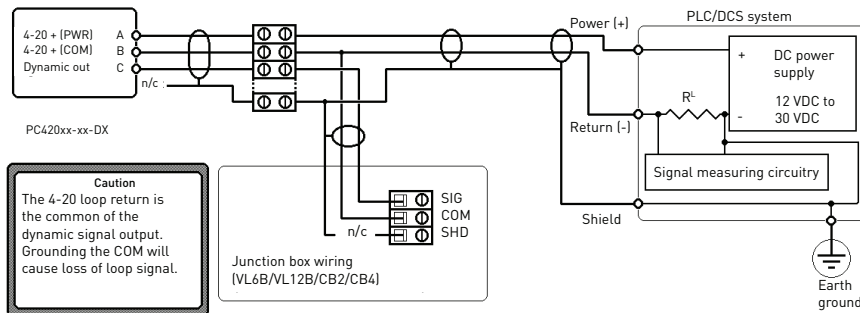 4-20 + (PWR) A
4-20 + (COM) B
Dynamic out C
n/c
PC420xx-xx-DX
Caution
The 4-20 loop return is
the common of the
dynamic signal output.
Grounding the COM will
cause loss of loop signal.
SIG
COM
n/c SHD
Junction box wiring
(VL6B/VL12B/CB2/CB4)
Power (+)
Return (-)
Shield
PLC/DCS system
+ DC power
supply
- 12 VDC to
30 VDC
RL
Signal measuring circuitry
Earth
ground